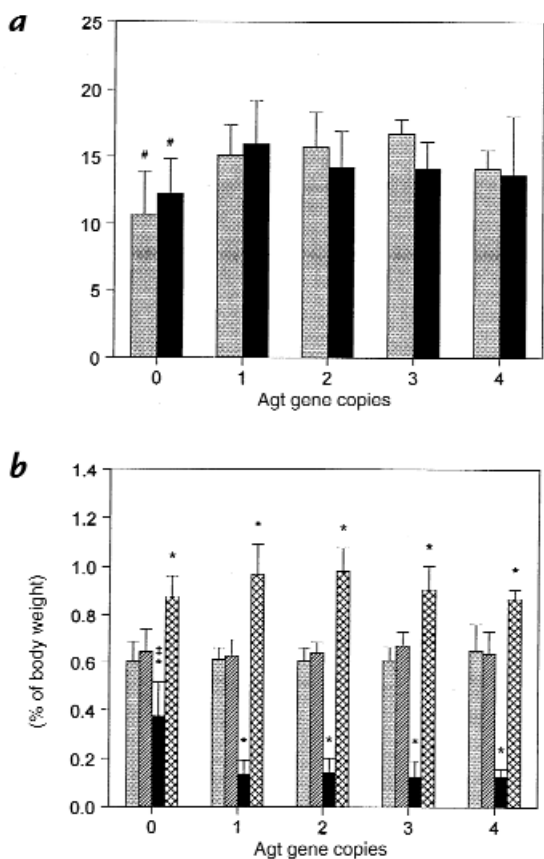 a
25
20
15
10
5
0
# #
0 1 2 3 4
Agt gene copies
b
(% of body weight)
1.4
1.2
1.0
0.8
0.6
0.4
0.2
0.0
* * * * *
*‡ * * * *
0 1 2 3 4
Agt gene copies